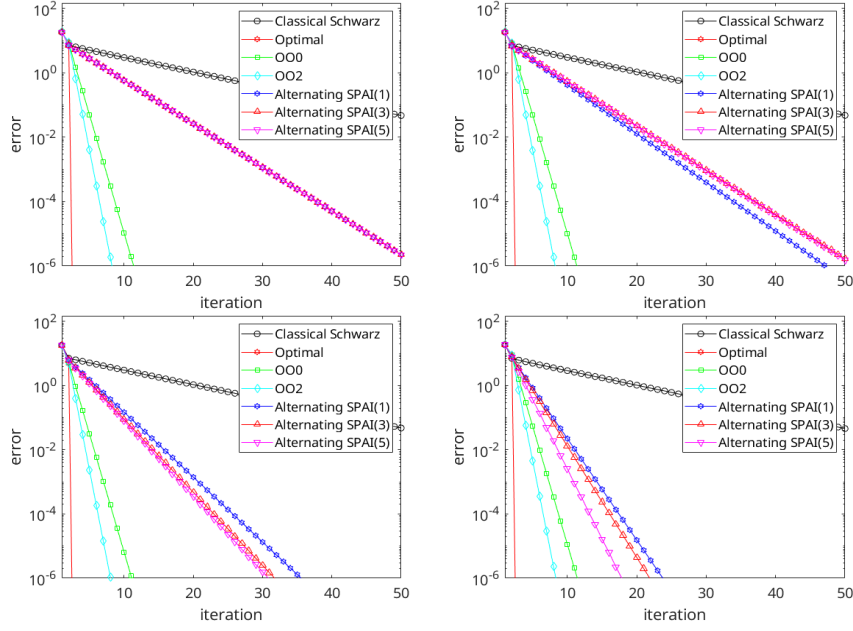 10^2
10^0
10^-2
10^-4
10^-6
error
10
20
30
40
50
iteration
Classical Schwarz
Optimal
OO0
OO2
Alternating SPAI(1)
Alternating SPAI(3)
Alternating SPAI(5)
10^2
10^0
10^-2
10^-4
10^-6
error
10
20
30
40
50
iteration
Classical Schwarz
Optimal
OO0
OO2
Alternating SPAI(1)
Alternating SPAI(3)
Alternating SPAI(5)
10^2
10^0
10^-2
10^-4
10^-6
error
10
20
30
40
50
iteration
Classical Schwarz
Optimal
OO0
OO2
Alternating SPAI(1)
Alternating SPAI(3)
Alternating SPAI(5)
10^2
10^0
10^-2
10^-4
10^-6
error
10
20
30
40
50
iteration
Classical Schwarz
Optimal
OO0
OO2
Alternating SPAI(1)
Alternating SPAI(3)
Alternating SPAI(5)